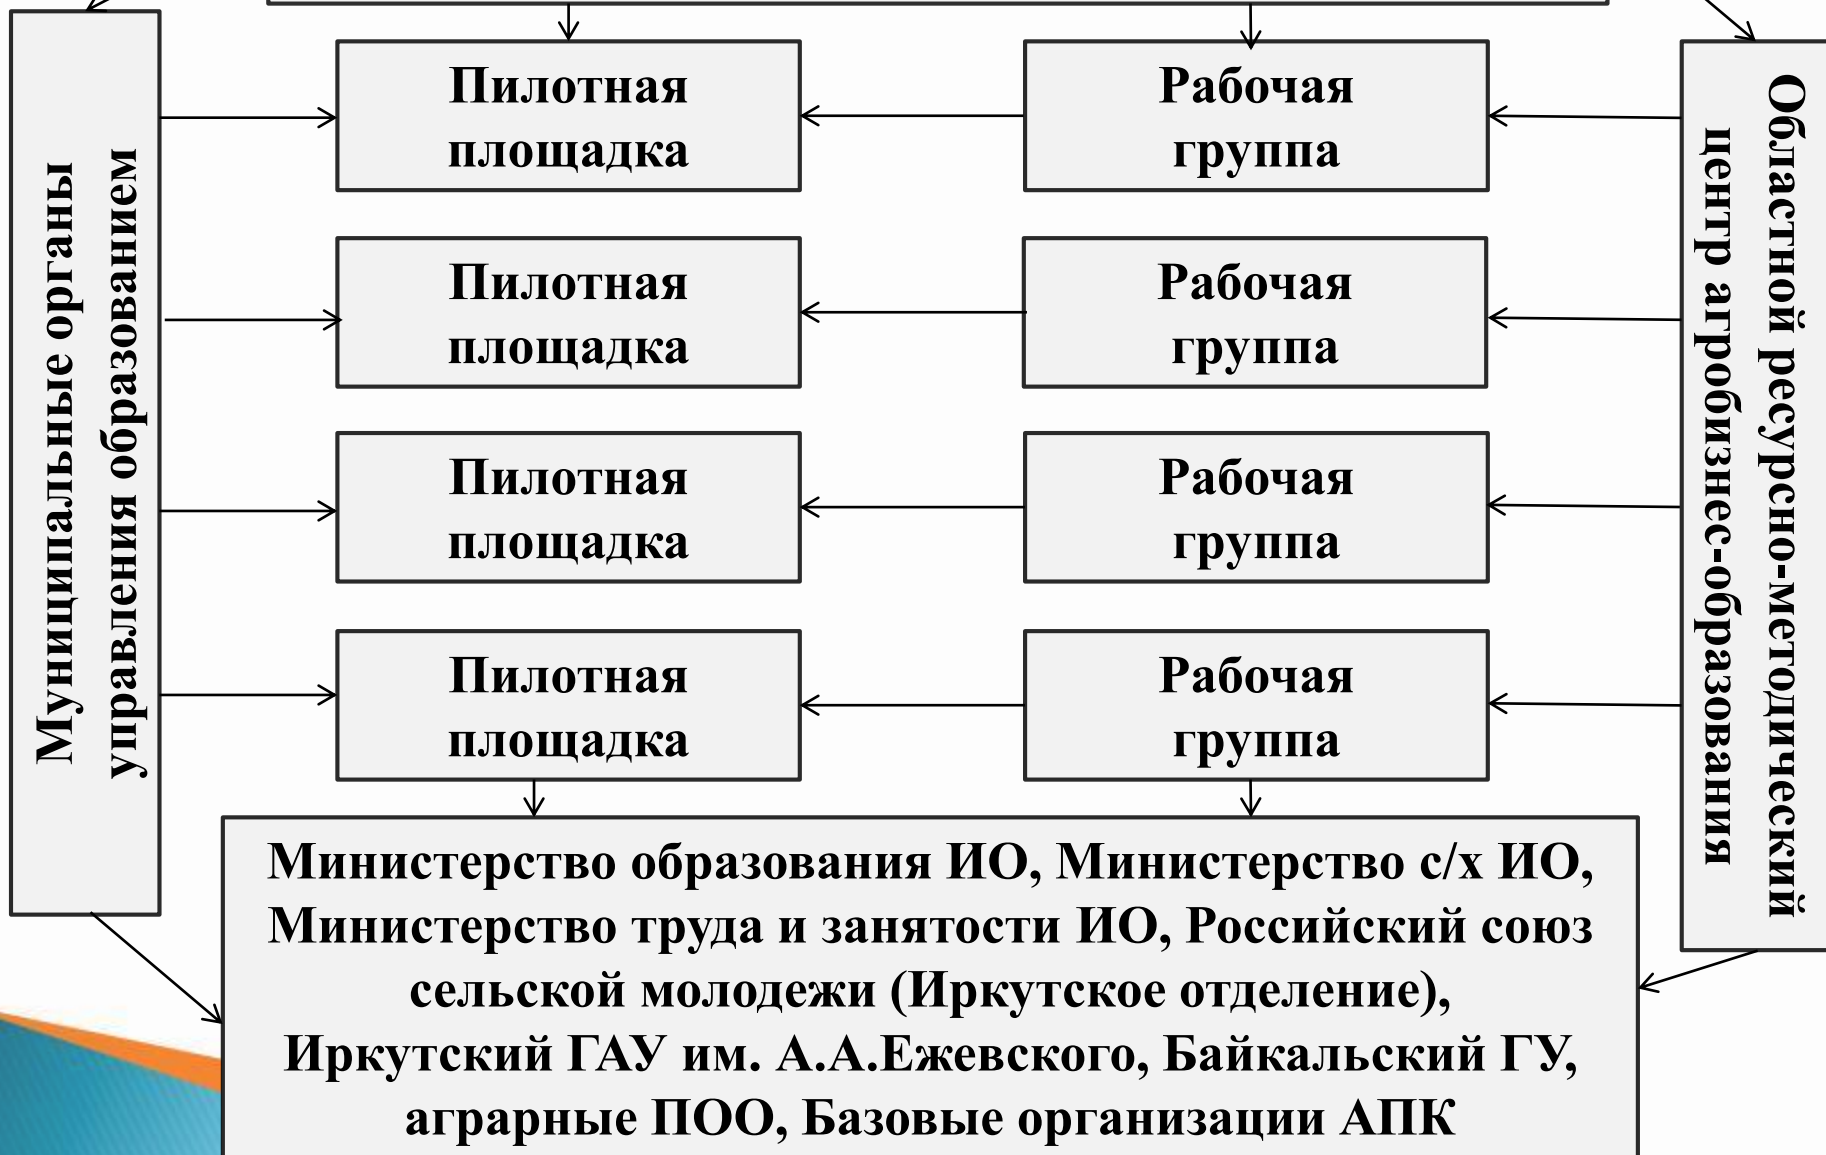 Муниципальные органы
управления образованием
Пилотная
площадка
Рабочая
группа
Пилотная
площадка
Рабочая
группа
Пилотная
площадка
Рабочая
группа
Пилотная
площадка
Рабочая
группа
Областной ресурсно-методический
центр агробизнес-образования
Министерство образования ИО, Министерство с/х ИО,
Министерство труда и занятости ИО, Российский союз
сельской молодежи (Иркутское отделение),
Иркутский ГАУ им. А.А.Ежевского, Байкальский ГУ,
аграрные ПОО, Базовые организации АПК